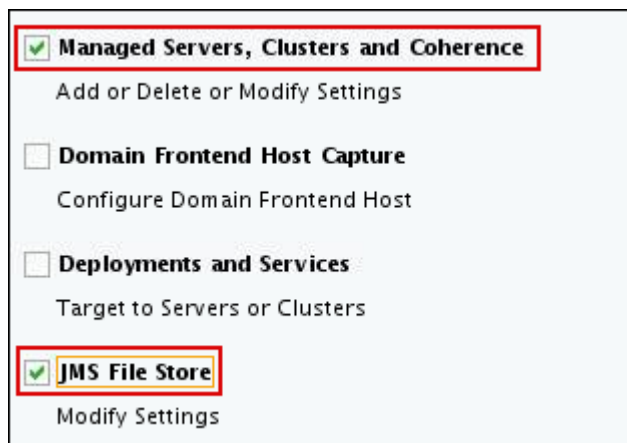 Managed Servers, Clusters and Coherence
Add or Delete or Modify Settings
Domain Frontend Host Capture
Configure Domain Frontend Host
Deployments and Services
Target to Servers or Clusters
JMS File Store
Modify Settings